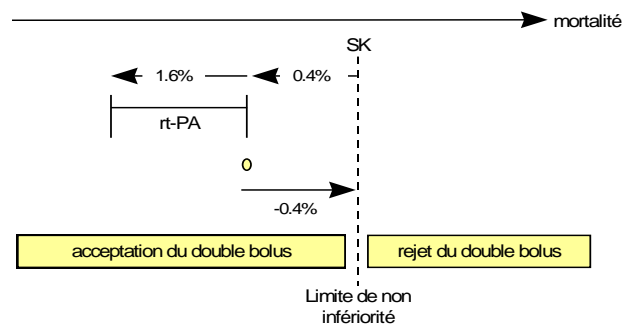 mortalité
SK
1.6%
0.4%
rt-PA
-0.4%
acceptation du double bolus
rejet du double bolus
Limite de non
infériorité